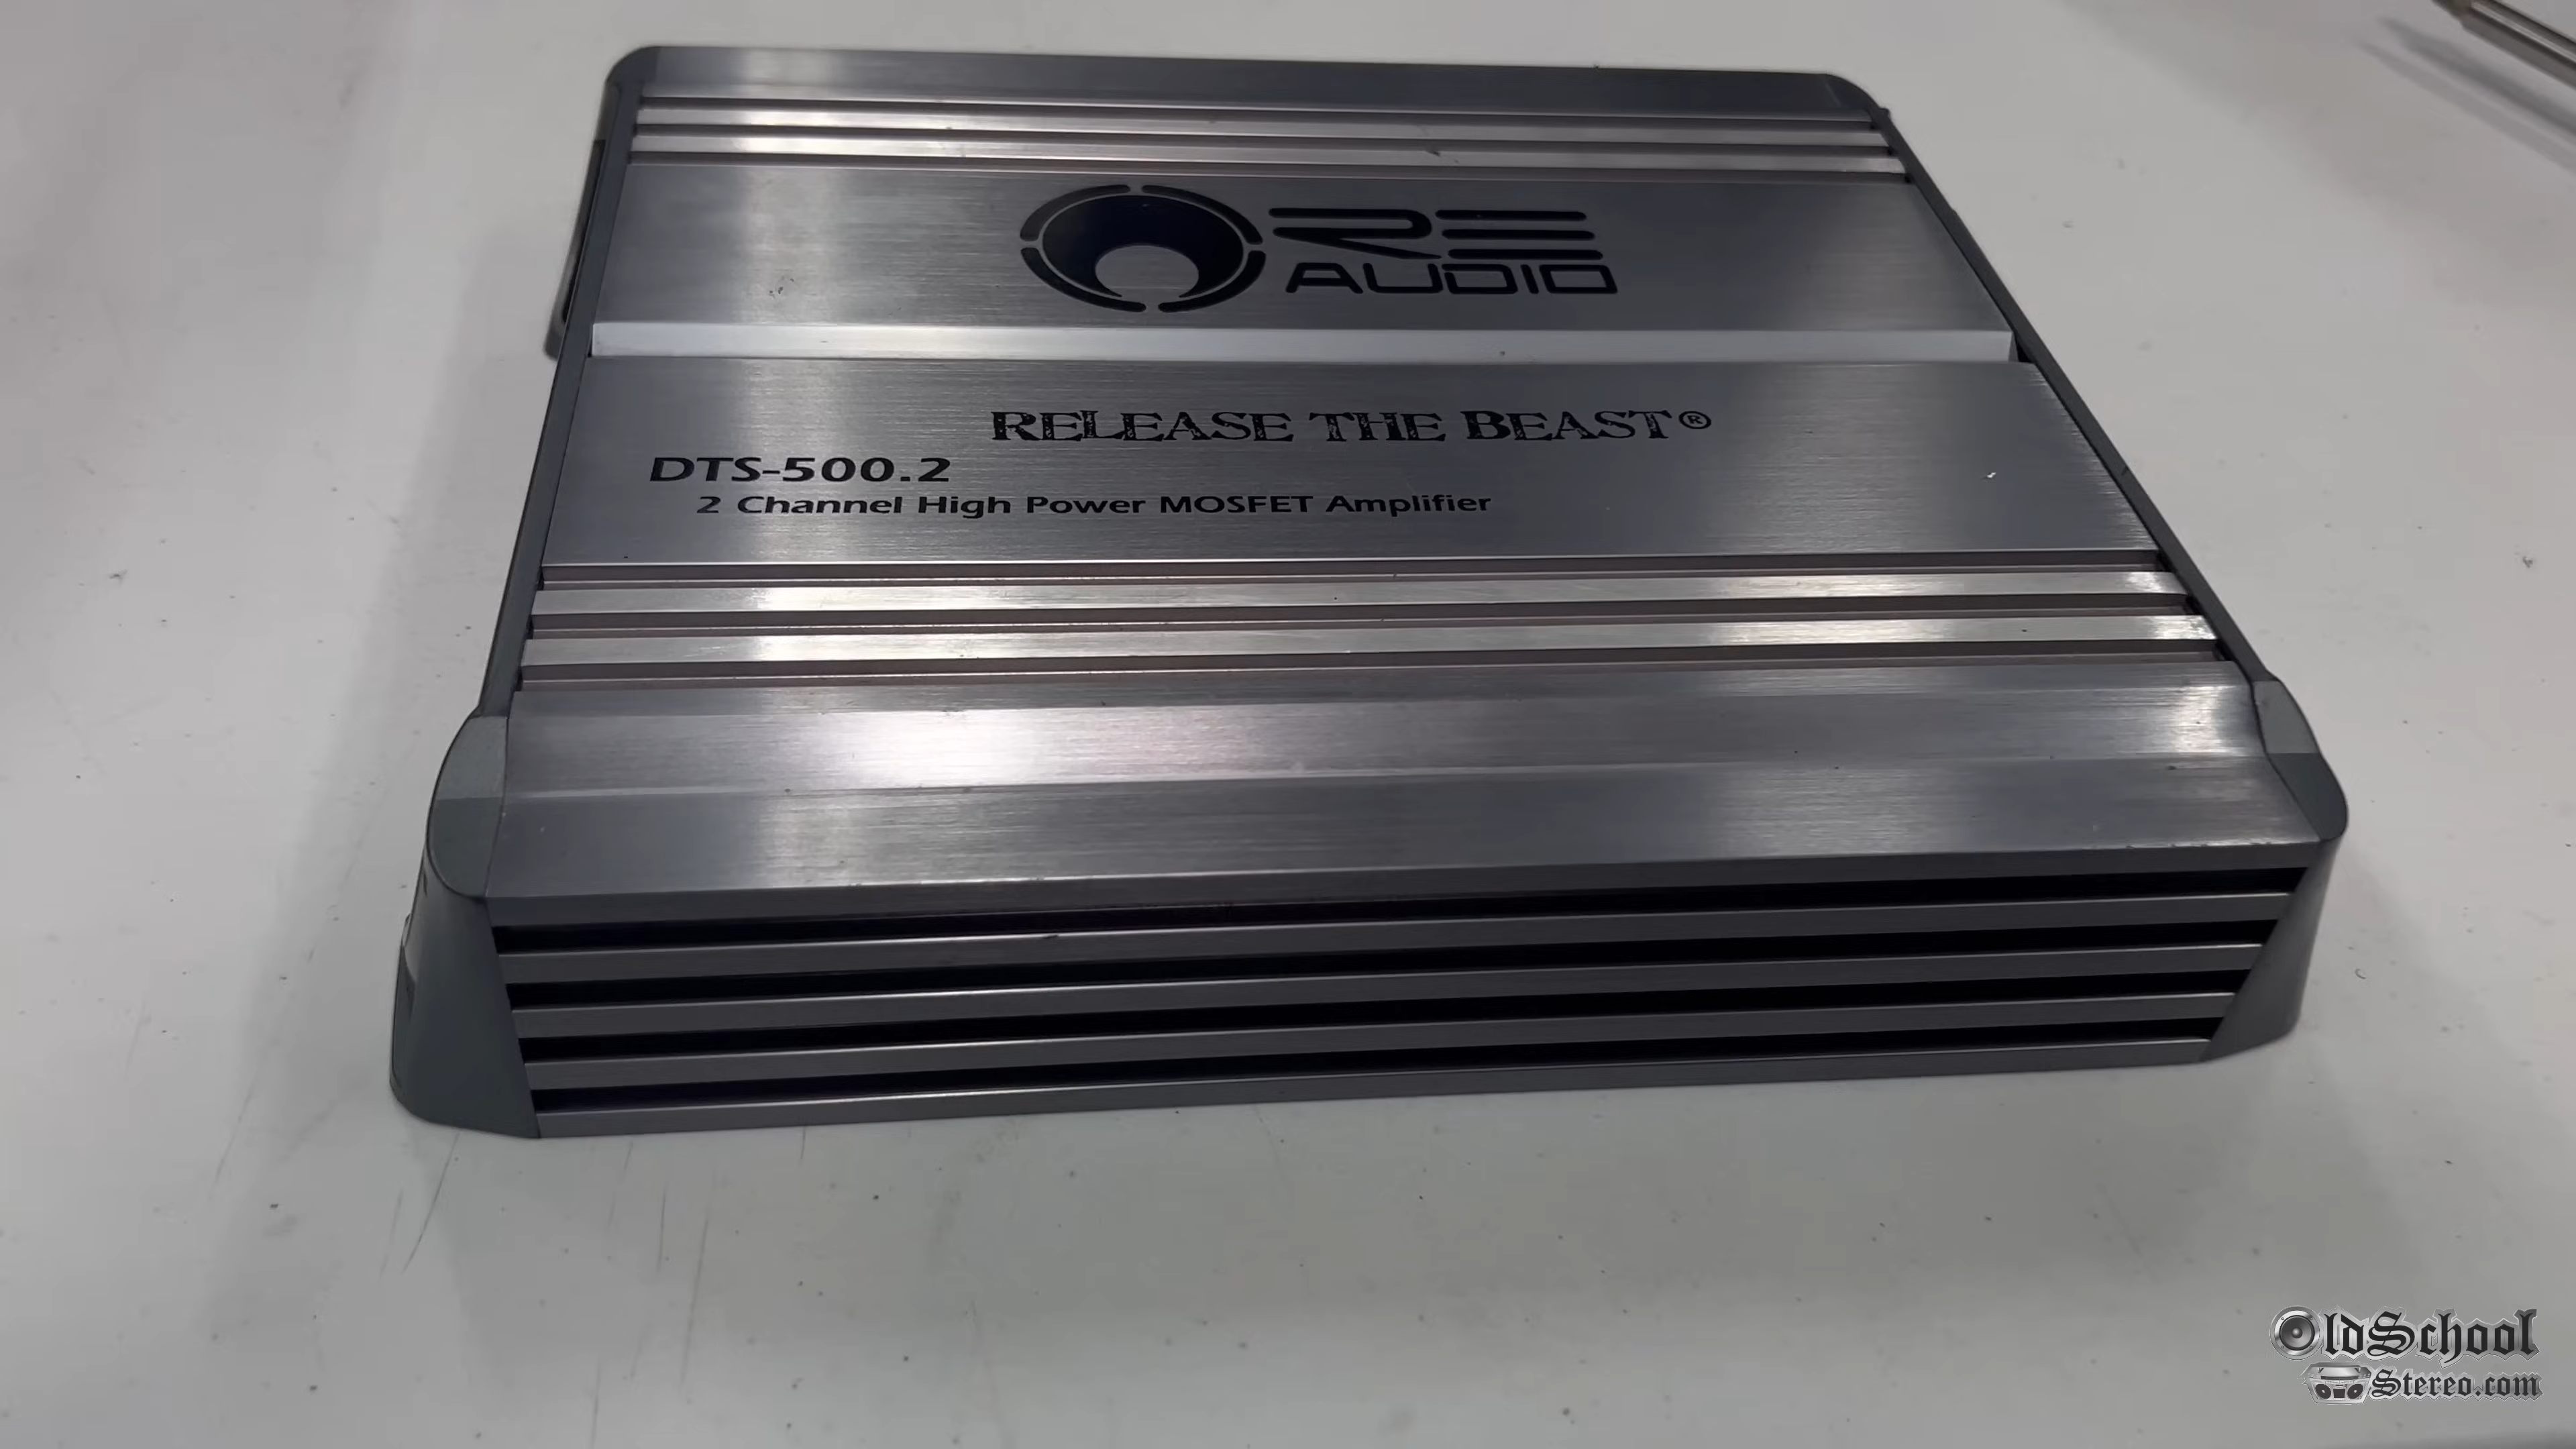 RE
AUDIO
RELEASE THE BEAST®
DTS-500.2
2 Channel High Power MOSFET Amplifier
OldSchool
Stereo.com